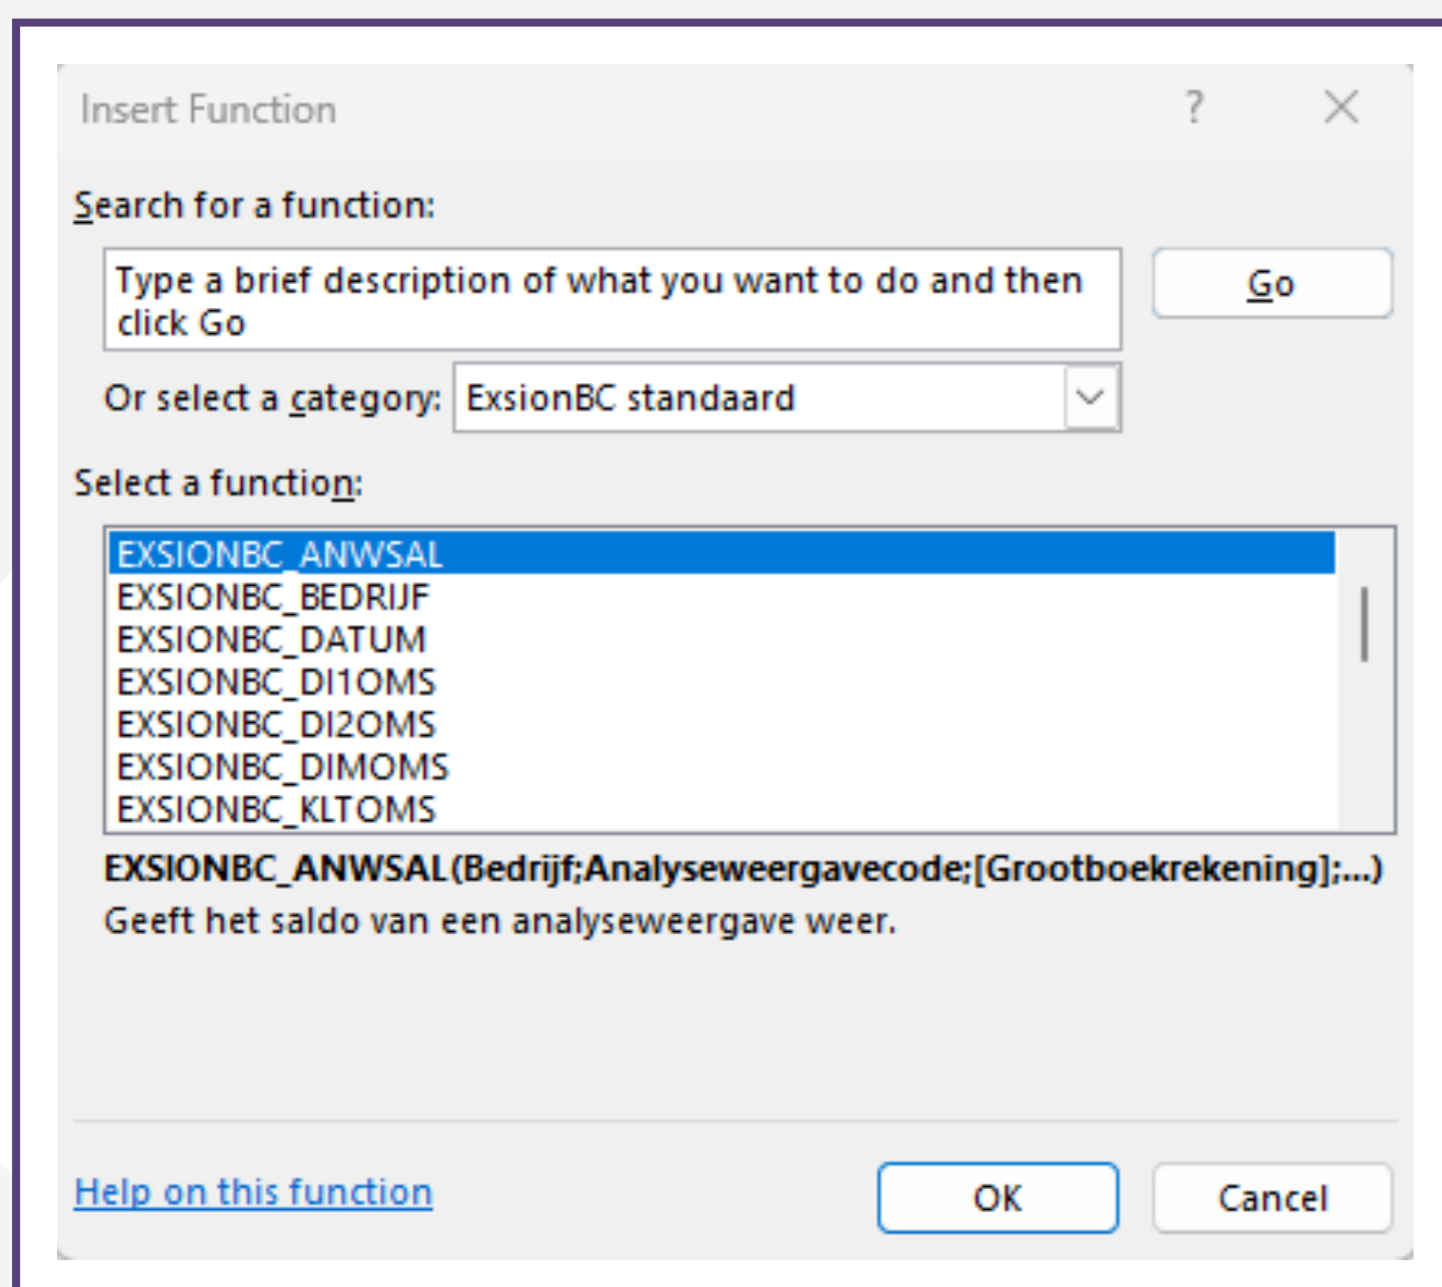 Insert Function ? ×
Search for a function:
Type a brief description of what you want to do and then
click Go
Go
Or select a category: ExsionBC standaard
Select a function:
EXSIONBC_ANWSAL
EXSIONBC_BEDRIJF
EXSIONBC_DATUM
EXSIONBC_DI1OMS
EXSIONBC_DI2OMS
EXSIONBC_DIMOMS
EXSIONBC_KLTOMS
EXSIONBC_ANWSAL(Bedrijf;Analyseweergavecode;[Grootboekrekening];...)
Geeft het saldo van een analyseweergave weer.
Help on this function
OK
Cancel